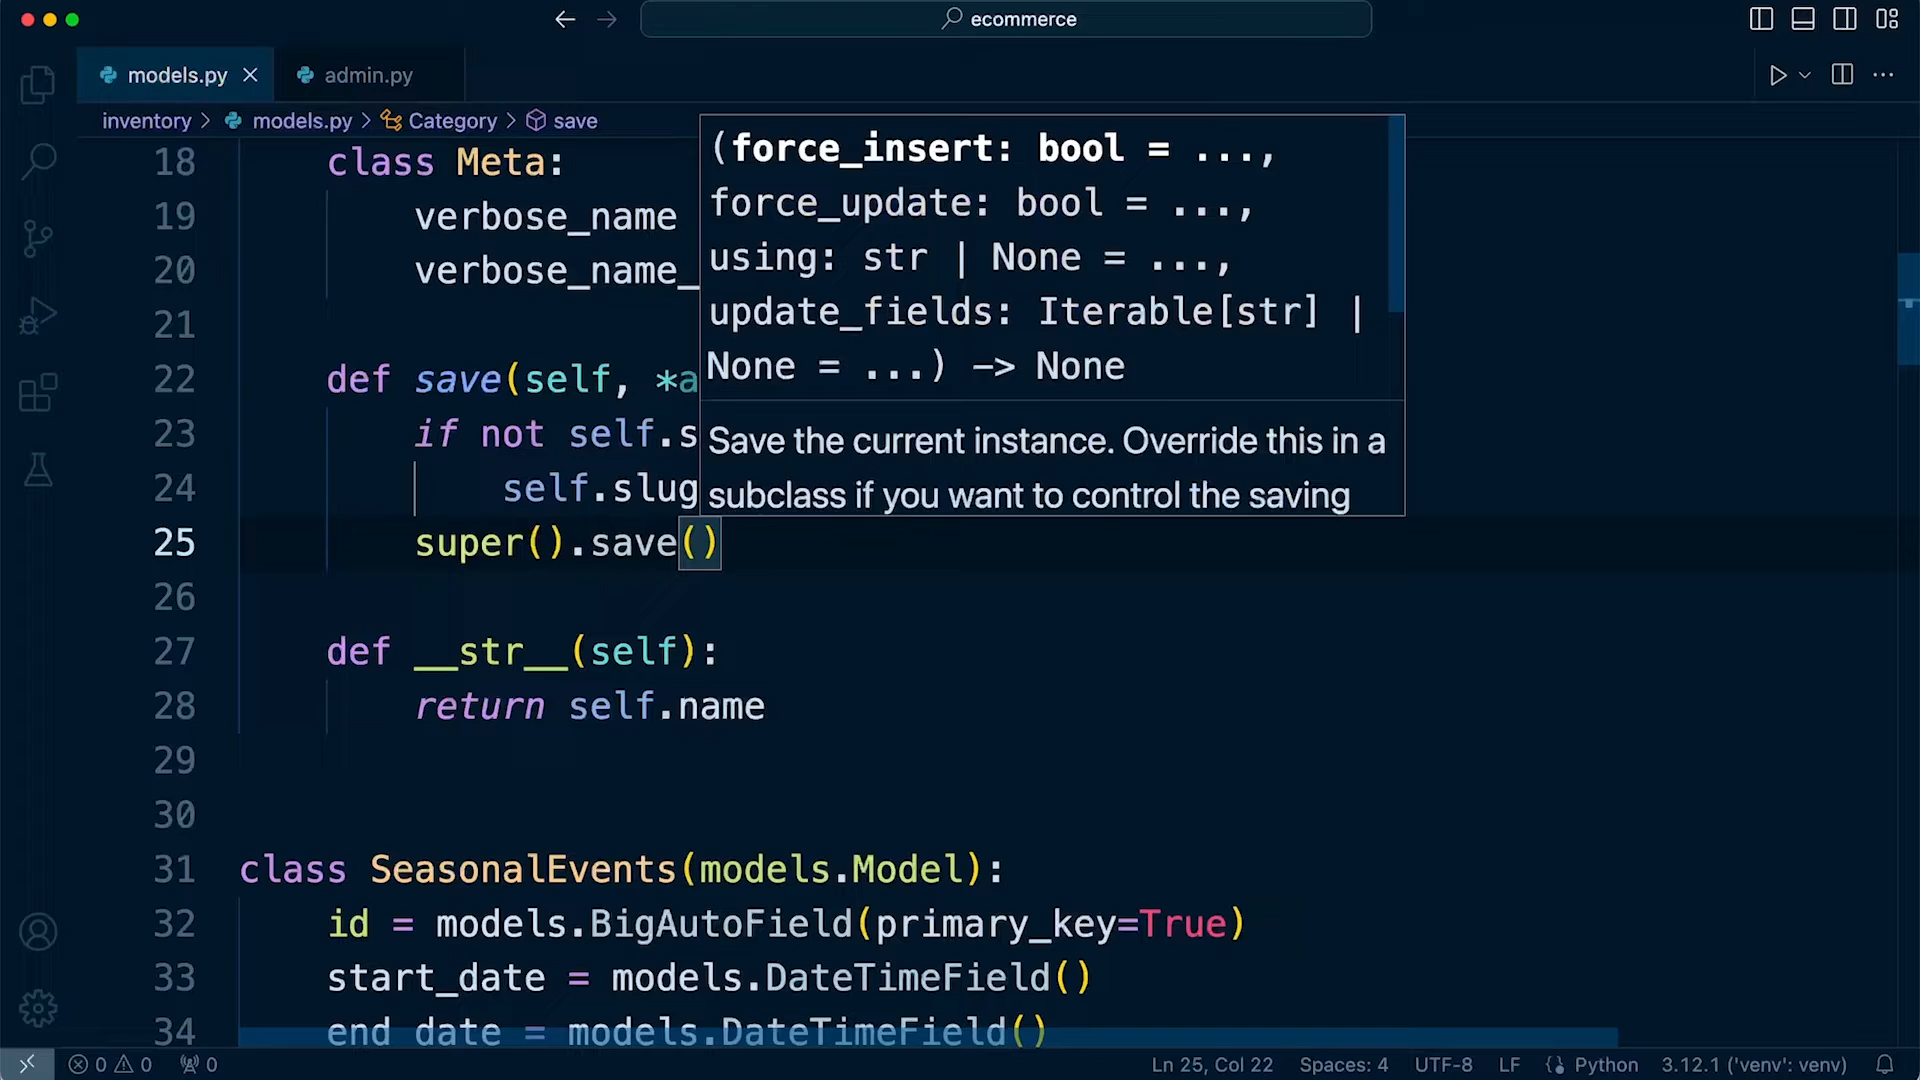 ecommerce
models.py
admin.py
inventory > models.py > Category > save
18 class Meta:
19 verbose_name
20 verbose_name_
21
22 def save(self, *a
23 if not self.s
24 self.slug
25 super().save()
26
27 def __str__(self):
28 return self.name
29
30
31 class SeasonalEvents(models.Model):
32 id = models.BigAutoField(primary_key=True)
33 start_date = models.DateTimeField()
34 end_date = models.DateTimeField()
(force_insert: bool = ...,
force_update: bool = ...,
using: str | None = ...,
update_fields: Iterable[str] |
None = ...) -> None
Save the current instance. Override this in a
subclass if you want to control the saving
0 0 0 Ln 25, Col 22 Spaces: 4 UTF-8 LF Python 3.12.1 ('venv': venv)